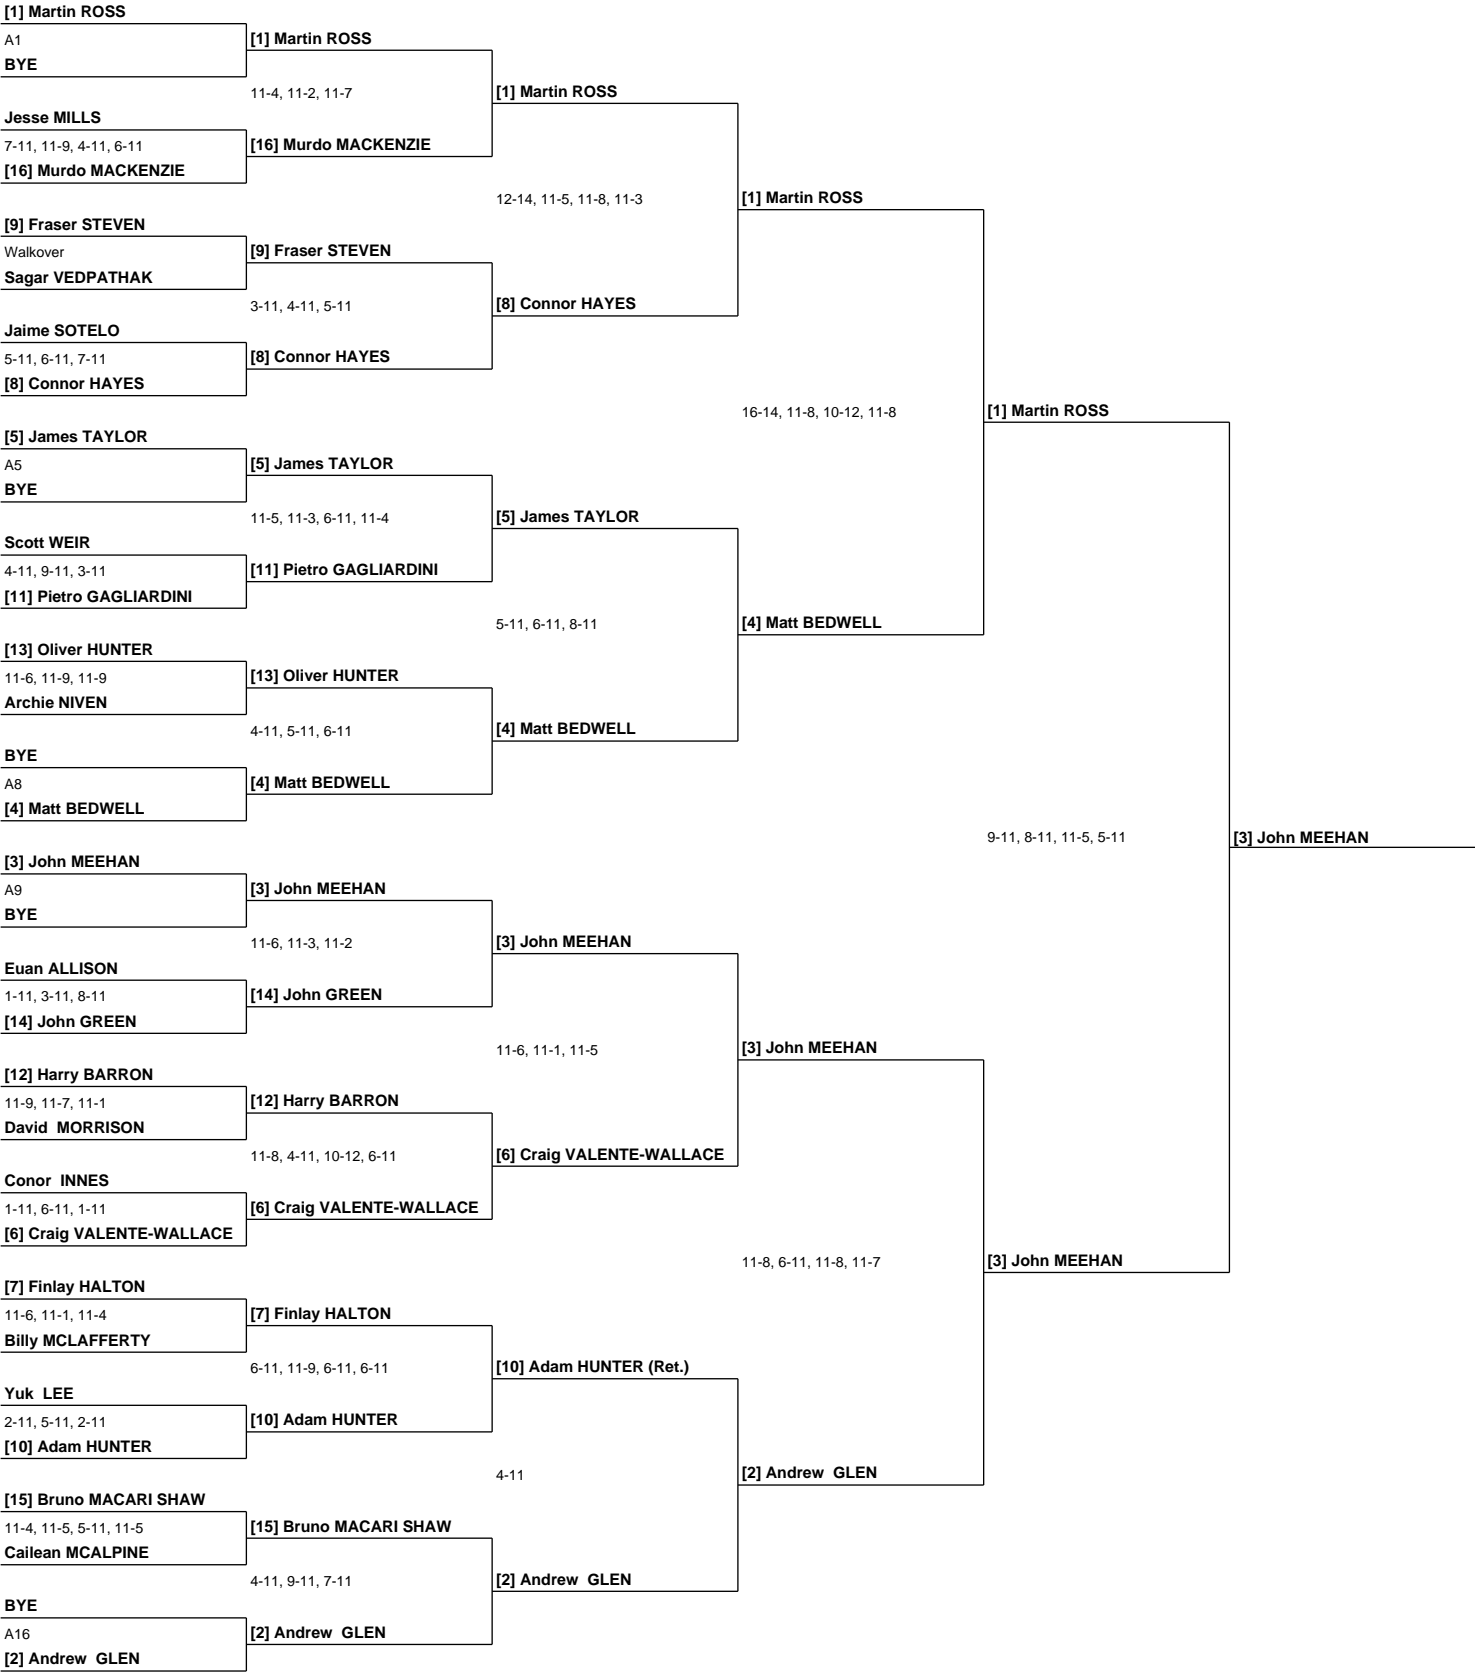 [1] Martin ROSS
A1
BYE
Jesse MILLS
7-11, 11-9, 4-11, 6-11
[16] Murdo MACKENZIE
[9] Fraser STEVEN
Walkover
Sagar VEDPATHAK
Jaime SOTELO
5-11, 6-11, 7-11
[8] Connor HAYES
[5] James TAYLOR
A5
BYE
Scott WEIR
4-11, 9-11, 3-11
[11] Pietro GAGLIARDINI
[13] Oliver HUNTER
11-6, 11-9, 11-9
Archie NIVEN
BYE
A8
[4] Matt BEDWELL
[3] John MEEHAN
A9
BYE
Euan ALLISON
1-11, 3-11, 8-11
[14] John GREEN
[12] Harry BARRON
11-9, 11-7, 11-1
David  MORRISON
Conor  INNES
1-11, 6-11, 1-11
[6] Craig VALENTE-WALLACE
[7] Finlay HALTON
11-6, 11-1, 11-4
Billy MCLAFFERTY
Yuk  LEE
2-11, 5-11, 2-11
[10] Adam HUNTER
[15] Bruno MACARI SHAW
11-4, 11-5, 5-11, 11-5
Cailean MCALPINE
BYE
A16
[2] Andrew  GLEN
[1] Martin ROSS
11-4, 11-2, 11-7
[16] Murdo MACKENZIE
[9] Fraser STEVEN
3-11, 4-11, 5-11
[8] Connor HAYES
[5] James TAYLOR
11-5, 11-3, 6-11, 11-4
[11] Pietro GAGLIARDINI
[13] Oliver HUNTER
4-11, 5-11, 6-11
[4] Matt BEDWELL
[3] John MEEHAN
11-6, 11-3, 11-2
[14] John GREEN
[12] Harry BARRON
11-8, 4-11, 10-12, 6-11
[6] Craig VALENTE-WALLACE
[7] Finlay HALTON
6-11, 11-9, 6-11, 6-11
[10] Adam HUNTER
[15] Bruno MACARI SHAW
4-11, 9-11, 7-11
[2] Andrew  GLEN
[1] Martin ROSS
12-14, 11-5, 11-8, 11-3
[8] Connor HAYES
[5] James TAYLOR
5-11, 6-11, 8-11
[4] Matt BEDWELL
[3] John MEEHAN
11-6, 11-1, 11-5
[6] Craig VALENTE-WALLACE
[10] Adam HUNTER (Ret.)
4-11
[2] Andrew  GLEN
[1] Martin ROSS
16-14, 11-8, 10-12, 11-8
[4] Matt BEDWELL
[3] John MEEHAN
11-8, 6-11, 11-8, 11-7
[2] Andrew  GLEN
[1] Martin ROSS
9-11, 8-11, 11-5, 5-11
[3] John MEEHAN
[3] John MEEHAN